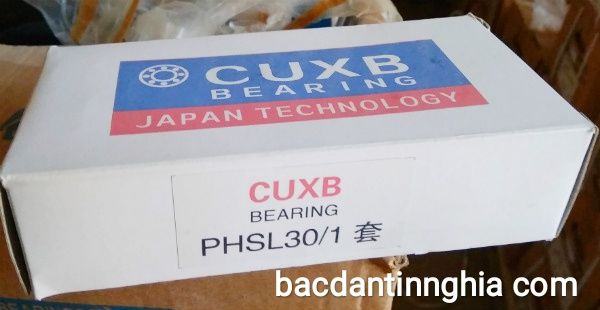 CUXB
BEARING
JAPAN TECHNOLOGY
CUXB
BEARING
PHSL30/1 套
bacdantinnghia com